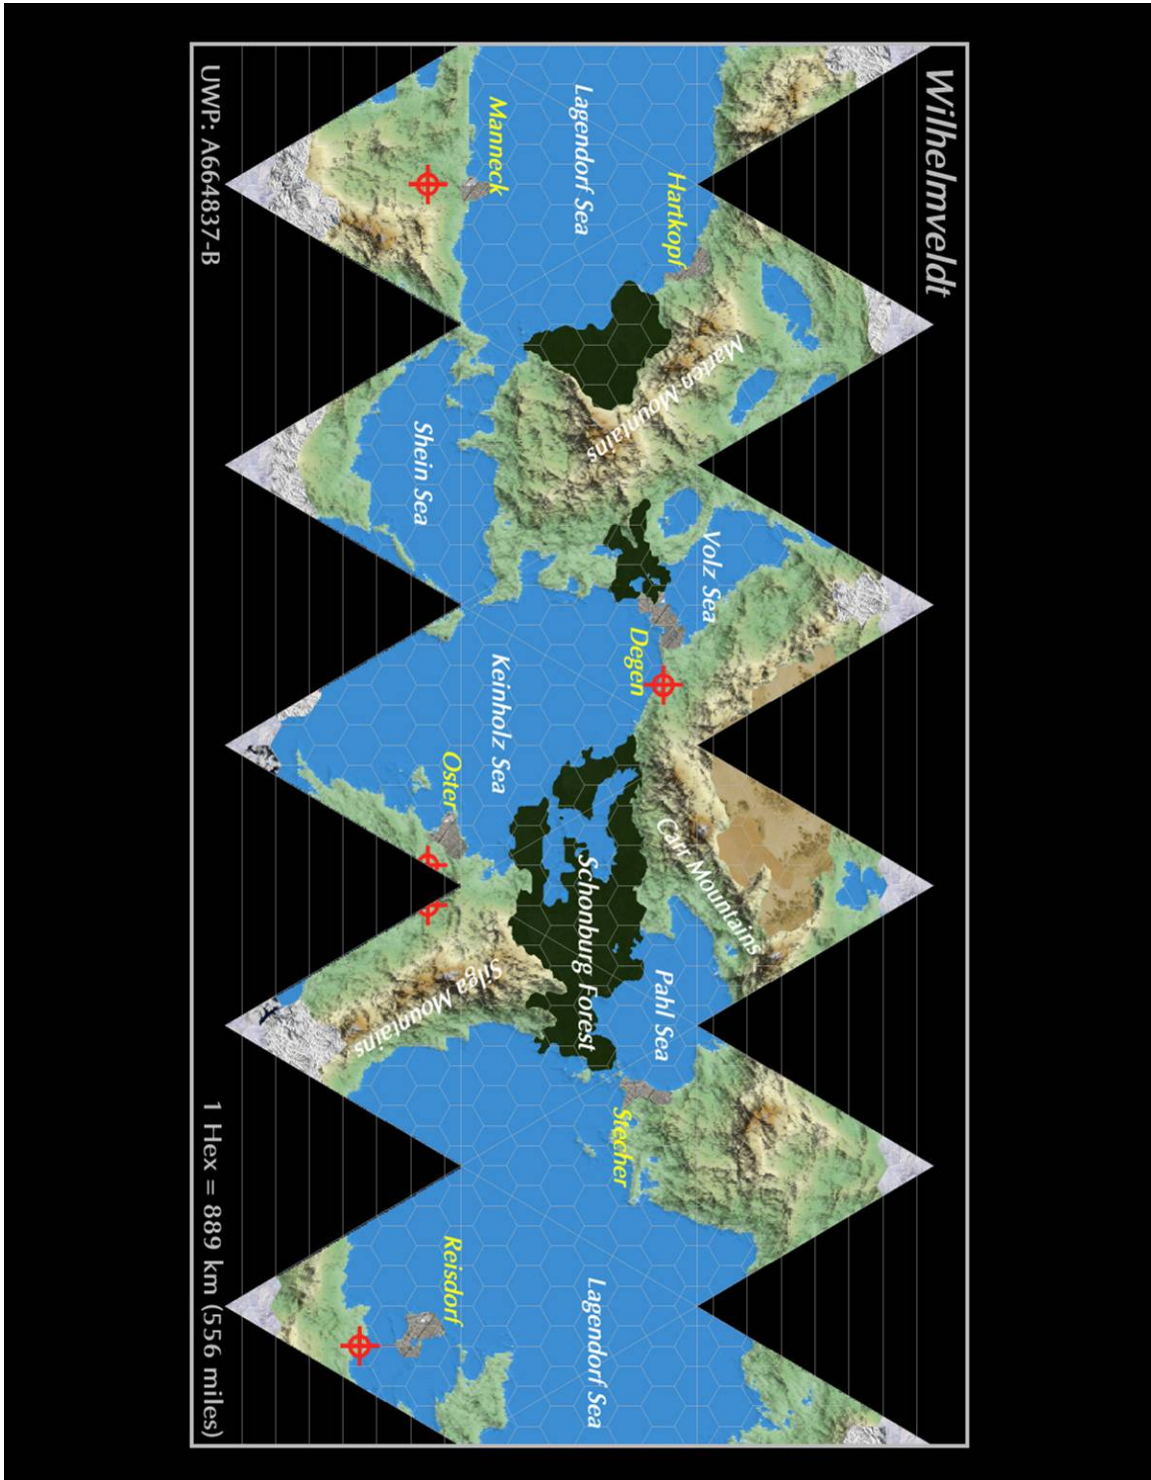 Wilhelmveldt
Hartkopf
Lagendorf Sea
Manneck
Marten Mountains
Volz Sea
Shein Sea
Degen
Keinholz Sea
Oster
Carr Mountains
Schonburg Forest
Pahl Sea
Silga Mountains
Stecher
Lagendorf Sea
Reisdorf
UWP: A664837-B
1 Hex = 889 km (556 miles)